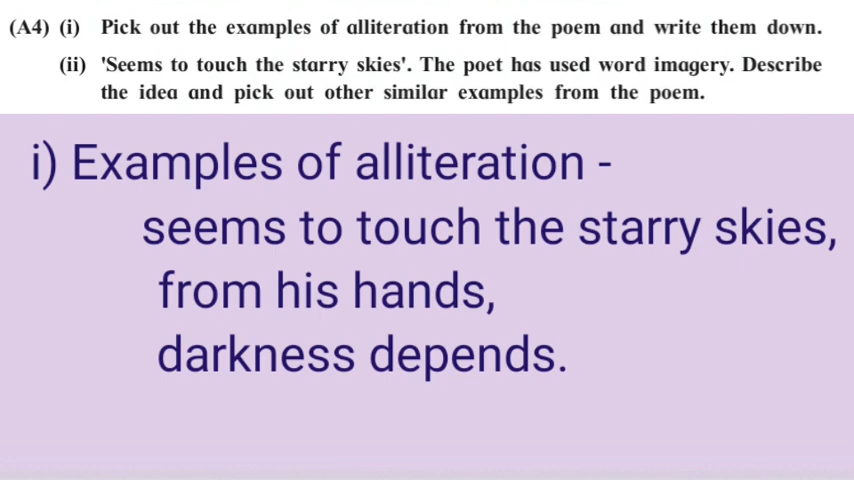 (A4) (i) Pick out the examples of alliteration from the poem and write them down.
(ii) 'Seems to touch the starry skies'. The poet has used word imagery. Describe
the idea and pick out other similar examples from the poem.
i) Examples of alliteration -
seems to touch the starry skies,
from his hands,
darkness depends.